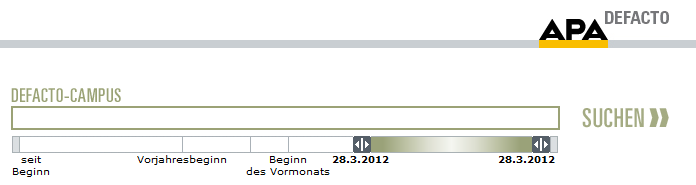 APA DEFACTO
DEFACTO-CAMPUS
SUCHEN
seit Beginn
Vorjahresbeginn
Beginn des Vormonats
28.3.2012
28.3.2012